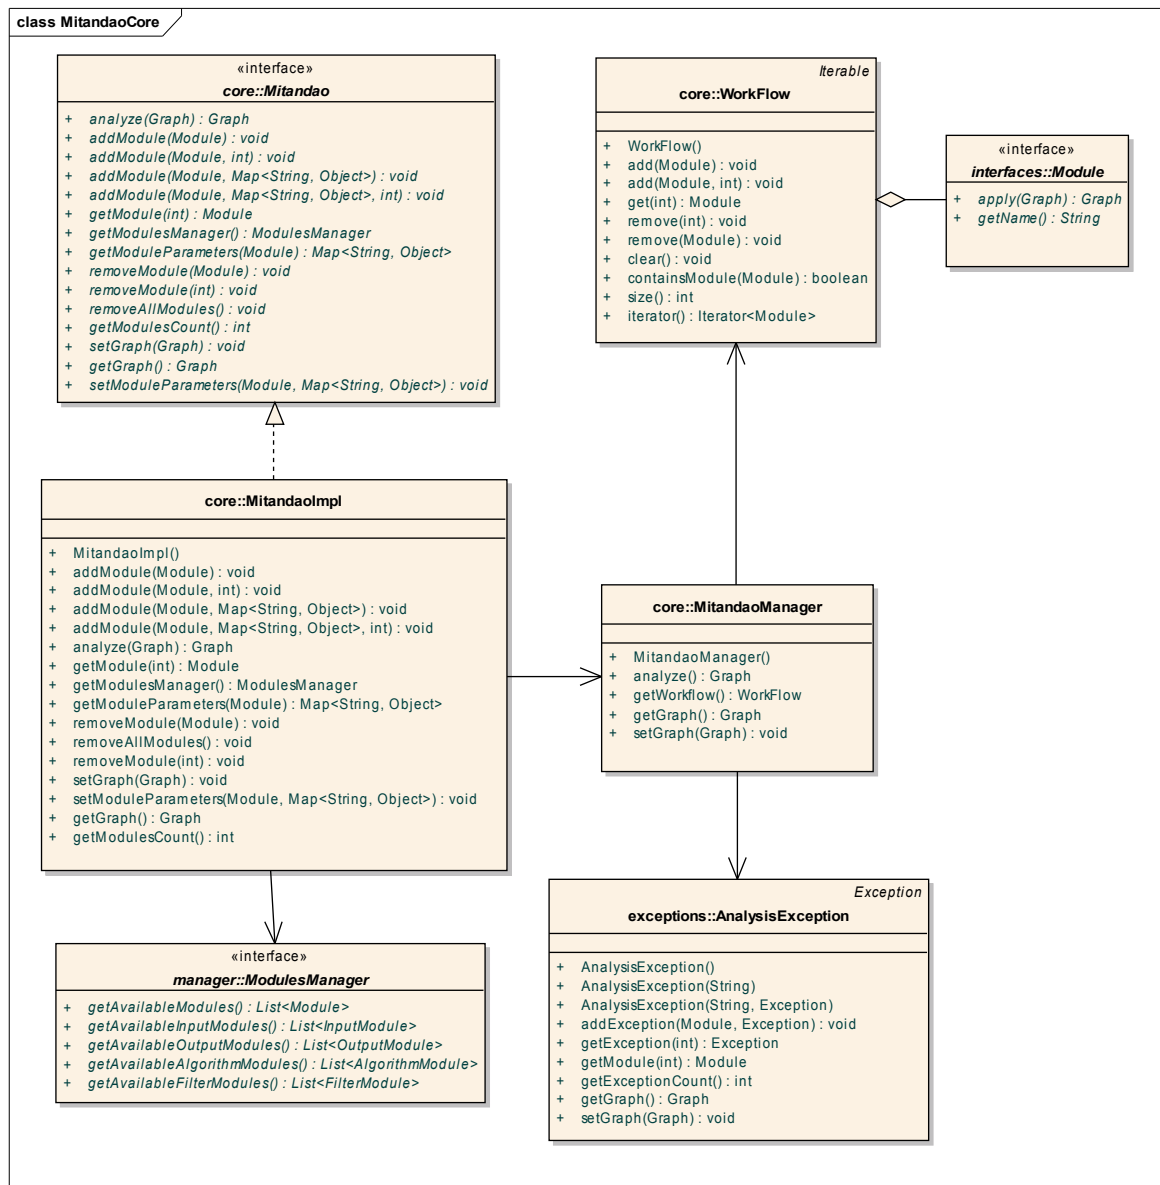 class MitandaoCore
«interface»
core::Mitandao
+ analyze(Graph) : Graph
+ addModule(Module) : void
+ addModule(Module, int) : void
+ addModule(Module, Map<String, Object>) : void
+ addModule(Module, Map<String, Object>, int) : void
+ getModule(int) : Module
+ getModulesManager() : ModulesManager
+ getModuleParameters(Module) : Map<String, Object>
+ removeModule(Module) : void
+ removeModule(int) : void
+ removeAllModules() : void
+ getModulesCount() : int
+ setGraph(Graph) : void
+ getGraph() : Graph
+ setModuleParameters(Module, Map<String, Object>) : void
Iterable
core::WorkFlow
+ WorkFlow()
+ add(Module) : void
+ add(Module, int) : void
+ get(int) : Module
+ remove(int) : void
+ remove(Module) : void
+ clear() : void
+ containsModule(Module) : boolean
+ size() : int
+ iterator() : Iterator<Module>
«interface»
interfaces::Module
+ apply(Graph) : Graph
+ getName() : String
core::MitandaoImpl
+ MitandaoImpl()
+ addModule(Module) : void
+ addModule(Module, int) : void
+ addModule(Module, Map<String, Object>) : void
+ addModule(Module, Map<String, Object>, int) : void
+ analyze(Graph) : Graph
+ getModule(int) : Module
+ getModulesManager() : ModulesManager
+ getModuleParameters(Module) : Map<String, Object>
+ removeModule(Module) : void
+ removeAllModules() : void
+ removeModule(int) : void
+ setGraph(Graph) : void
+ setModuleParameters(Module, Map<String, Object>) : void
+ getGraph() : Graph
+ getModulesCount() : int
core::MitandaoManager
+ MitandaoManager()
+ analyze() : Graph
+ getWorkflow() : WorkFlow
+ getGraph() : Graph
+ setGraph(Graph) : void
«interface»
manager::ModulesManager
+ getAvailableModules() : List<Module>
+ getAvailableInputModules() : List<InputModule>
+ getAvailableOutputModules() : List<OutputModule>
+ getAvailableAlgorithmModules() : List<AlgorithmModule>
+ getAvailableFilterModules() : List<FilterModule>
Exception
exceptions::AnalysisException
+ AnalysisException()
+ AnalysisException(String)
+ AnalysisException(String, Exception)
+ addException(Module, Exception) : void
+ getException(int) : Exception
+ getModule(int) : Module
+ getExceptionCount() : int
+ getGraph() : Graph
+ setGraph(Graph) : void